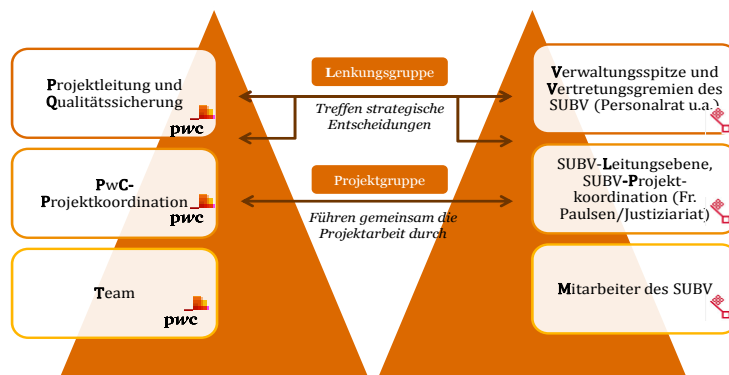 Projektleitung und
Qualitätssicherung
pwc
Lenkungsgruppe
Treffen strategische
Entscheidungen
Verwaltungsspitze und
Vertretungsgremien des
SUBV (Personalrat u.a.)
PwC-
Projektkoordination
pwc
Projektgruppe
Führen gemeinsam die
Projektarbeit durch
SUBV-Leitungsebene,
SUBV-Projekt-
koordination (Fr.
Paulsen/Justiziariat)
Team
pwc
Mitarbeiter des SUBV